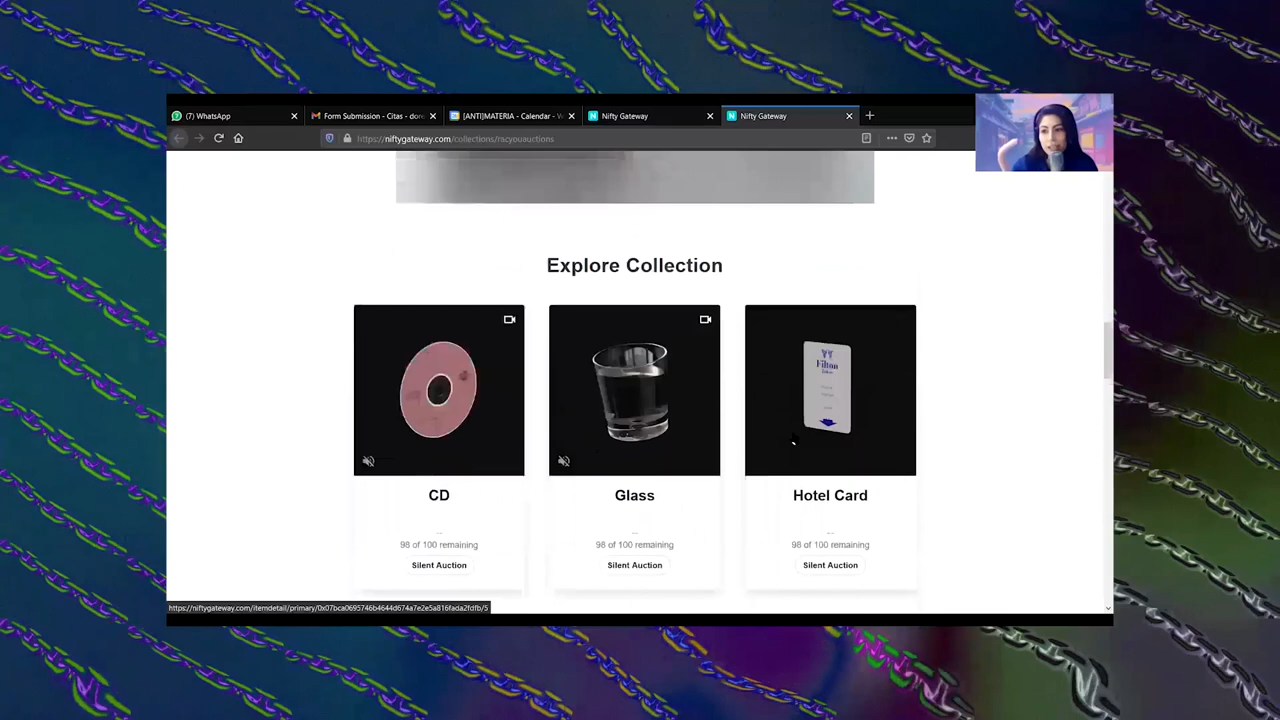 (7) WhatsApp
Form Submission - Citas - dor
[ANTI]MATERIA - Calendar - W
Nifty Gateway
Nifty Gateway
https://niftygateway.com/collections/racyouauctions
Explore Collection
Filton
CD
Glass
Hotel Card
98 of 100 remaining
98 of 100 remaining
98 of 100 remaining
Silent Auction
Silent Auction
Silent Auction
https://niftygateway.com/itemdetail/primary/0x07bca0695746b4644d674a7e2e5a816fada2fdfb/5